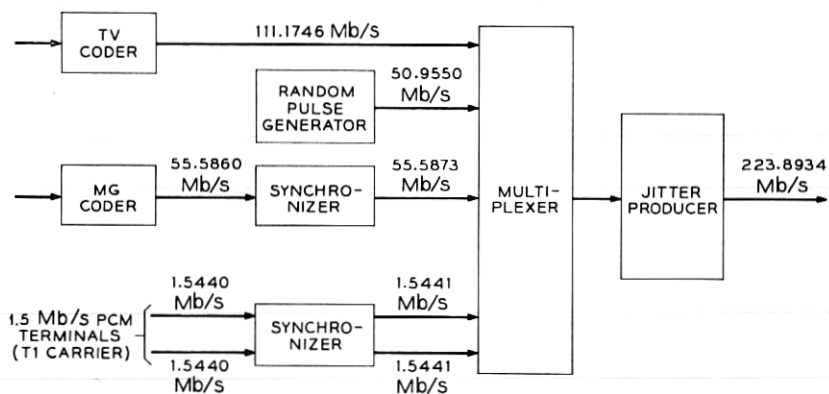 TV
CODER
111.1746 Mb/s
RANDOM
PULSE
GENERATOR
50.9550
Mb/s
MG
CODER
55.5860
Mb/s
SYNCHRO-
NIZER
55.5873
Mb/s
MULTI-
PLEXER
JITTER
PRODUCER
223.8934
Mb/s
1.5 Mb/s PCM
TERMINALS
(T1 CARRIER)
1.5440
Mb/s
1.5440
Mb/s
SYNCHRO-
NIZER
1.5441
Mb/s
1.5441
Mb/s